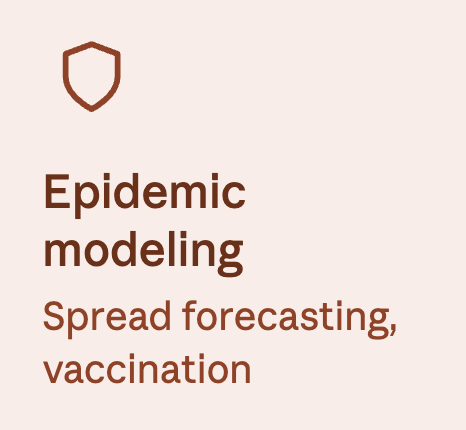 Epidemic
modeling
Spread forecasting,
vaccination